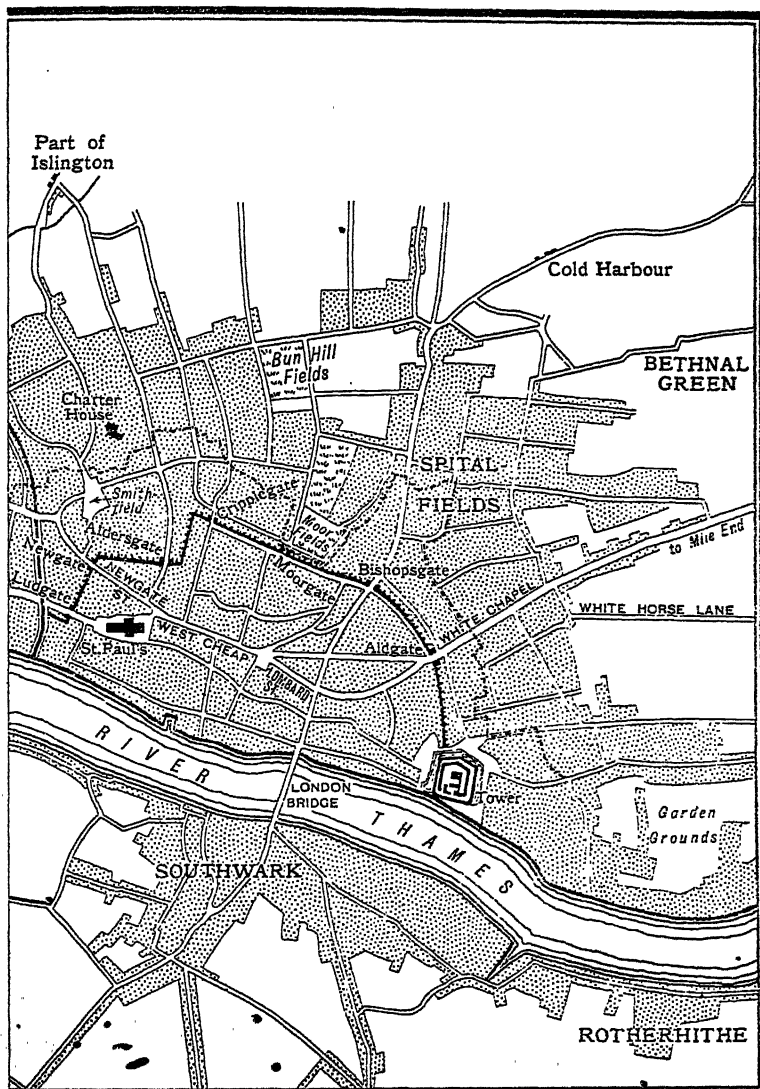 Part of
Islington
Cold Harbour
Bun Hill
Fields
BETHNAL
GREEN
Charter
House
SPITAL-
FIELDS
Smith-
field
Cripplegate
Moor
Fields
Aldersgate
Newgate
NEWGATE
ST.
Ludgate
Moorgate
Bishopsgate
to Mile End
WHITE CHAPEL
WHITE HORSE LANE
St. Paul's
WEST CHEAP
Aldgate
LOMBARD
ST.
RIVER
THAMES
LONDON
BRIDGE
Tower
Garden
Grounds
SOUTHWARK
ROTHERHITHE